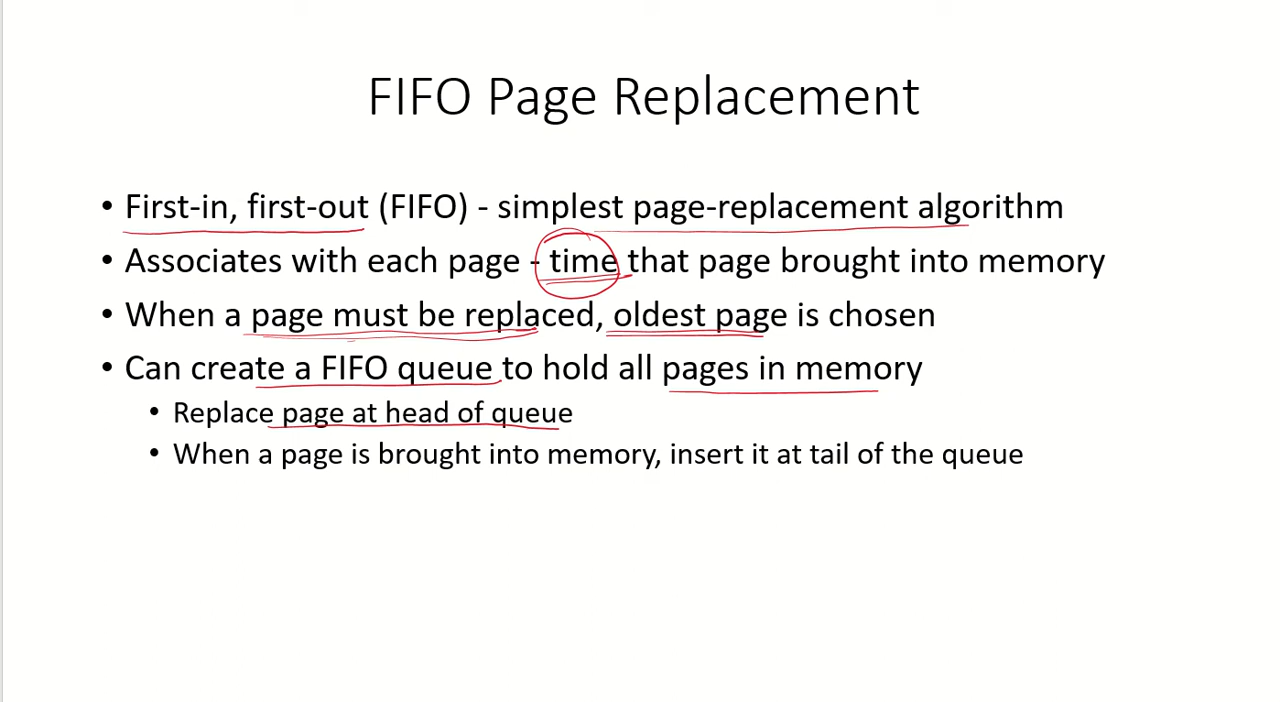 FIFO Page Replacement
• First-in, first-out (FIFO) - simplest page-replacement algorithm
• Associates with each page - time that page brought into memory
• When a page must be replaced, oldest page is chosen
• Can create a FIFO queue to hold all pages in memory
• Replace page at head of queue
• When a page is brought into memory, insert it at tail of the queue